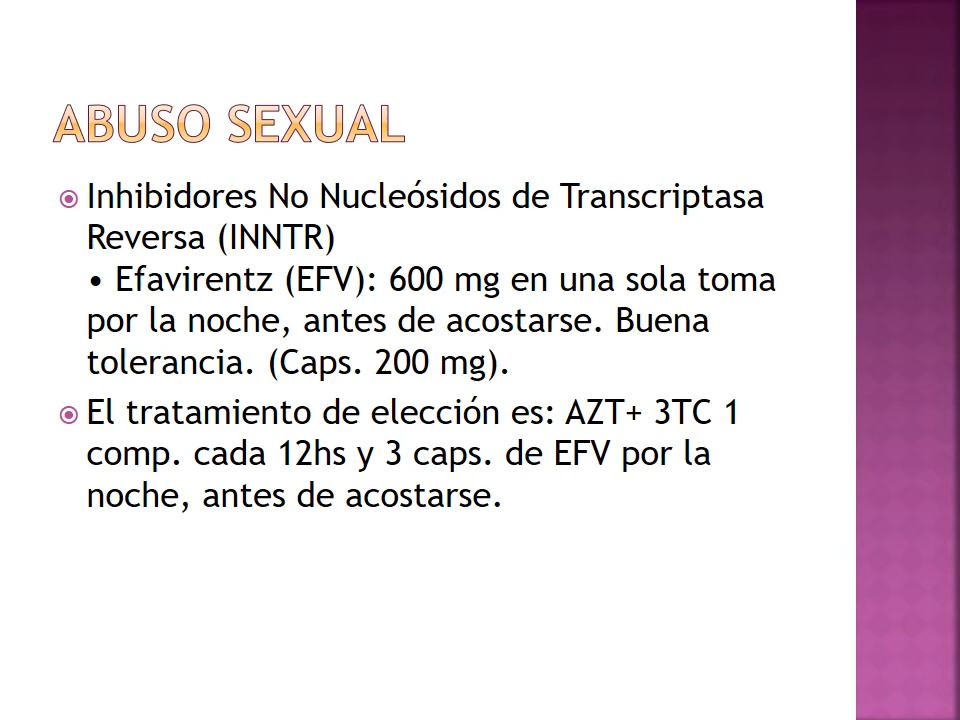 ABUSO SEXUAL
Inhibidores No Nucleósidos de Transcriptasa
Reversa (INNTR)
• Efavirentz (EFV): 600 mg en una sola toma
por la noche, antes de acostarse. Buena
tolerancia. (Caps. 200 mg).
El tratamiento de elección es: AZT+ 3TC 1
comp. cada 12hs y 3 caps. de EFV por la
noche, antes de acostarse.